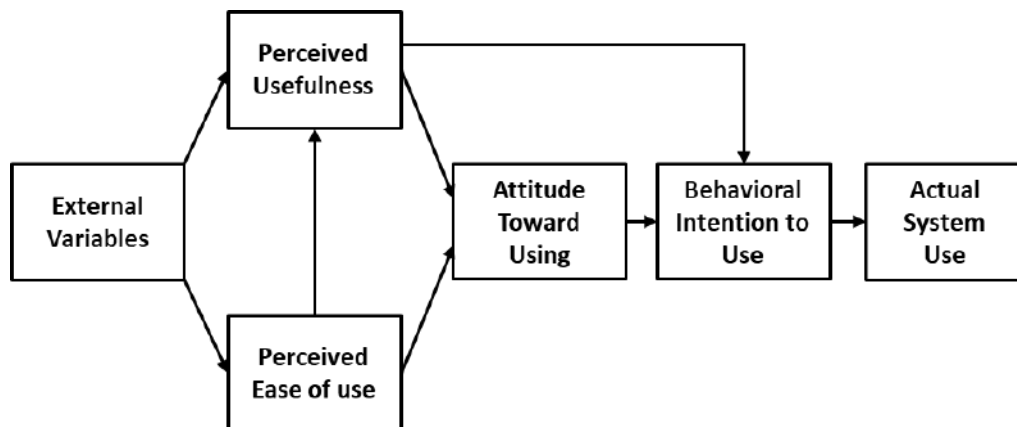 Perceived
Usefulness
External
Variables
Perceived
Ease of use
Attitude
Toward
Using
Behavioral
Intention to
Use
Actual
System
Use